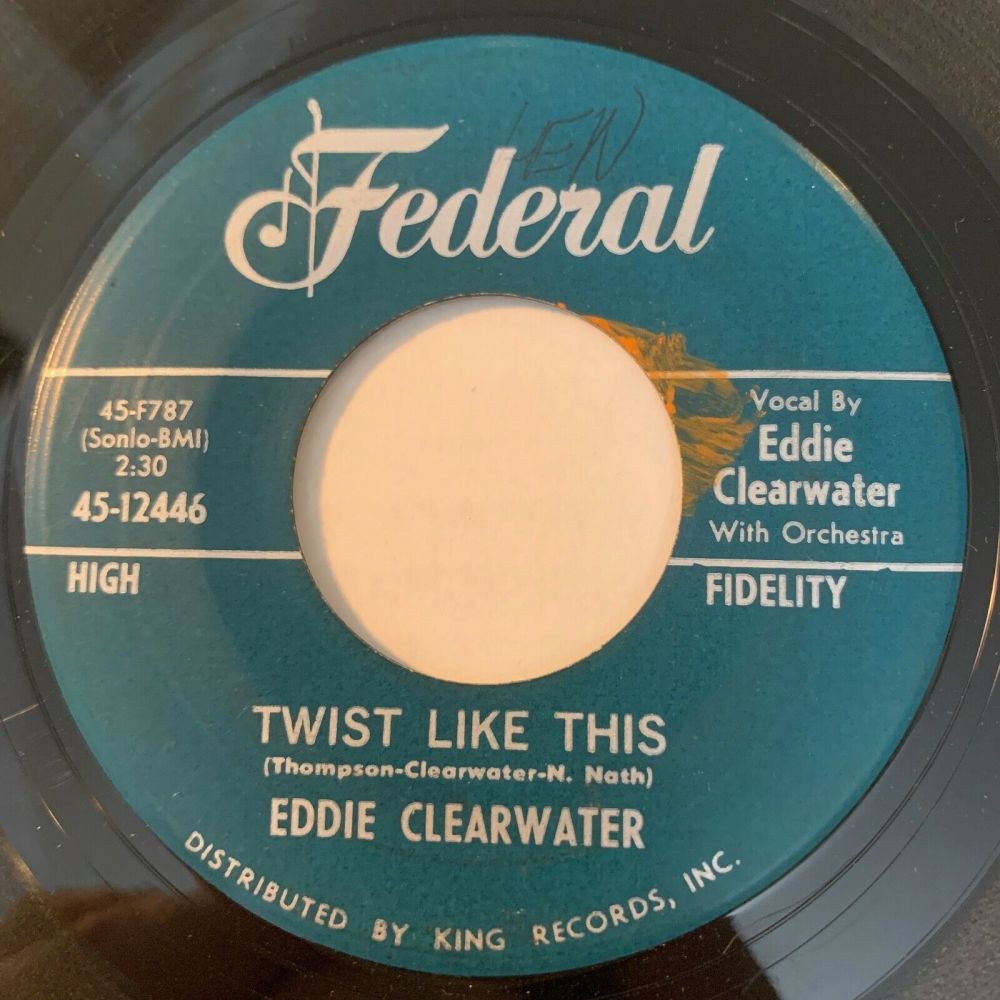 LEN
Federal
45-F787
(Sonlo-BMI)
2:30
45-12446
HIGH
Vocal By
Eddie
Clearwater
With Orchestra
FIDELITY
TWIST LIKE THIS
(Thompson-Clearwater-N. Nath)
EDDIE CLEARWATER
DISTRIBUTED BY KING RECORDS, INC.